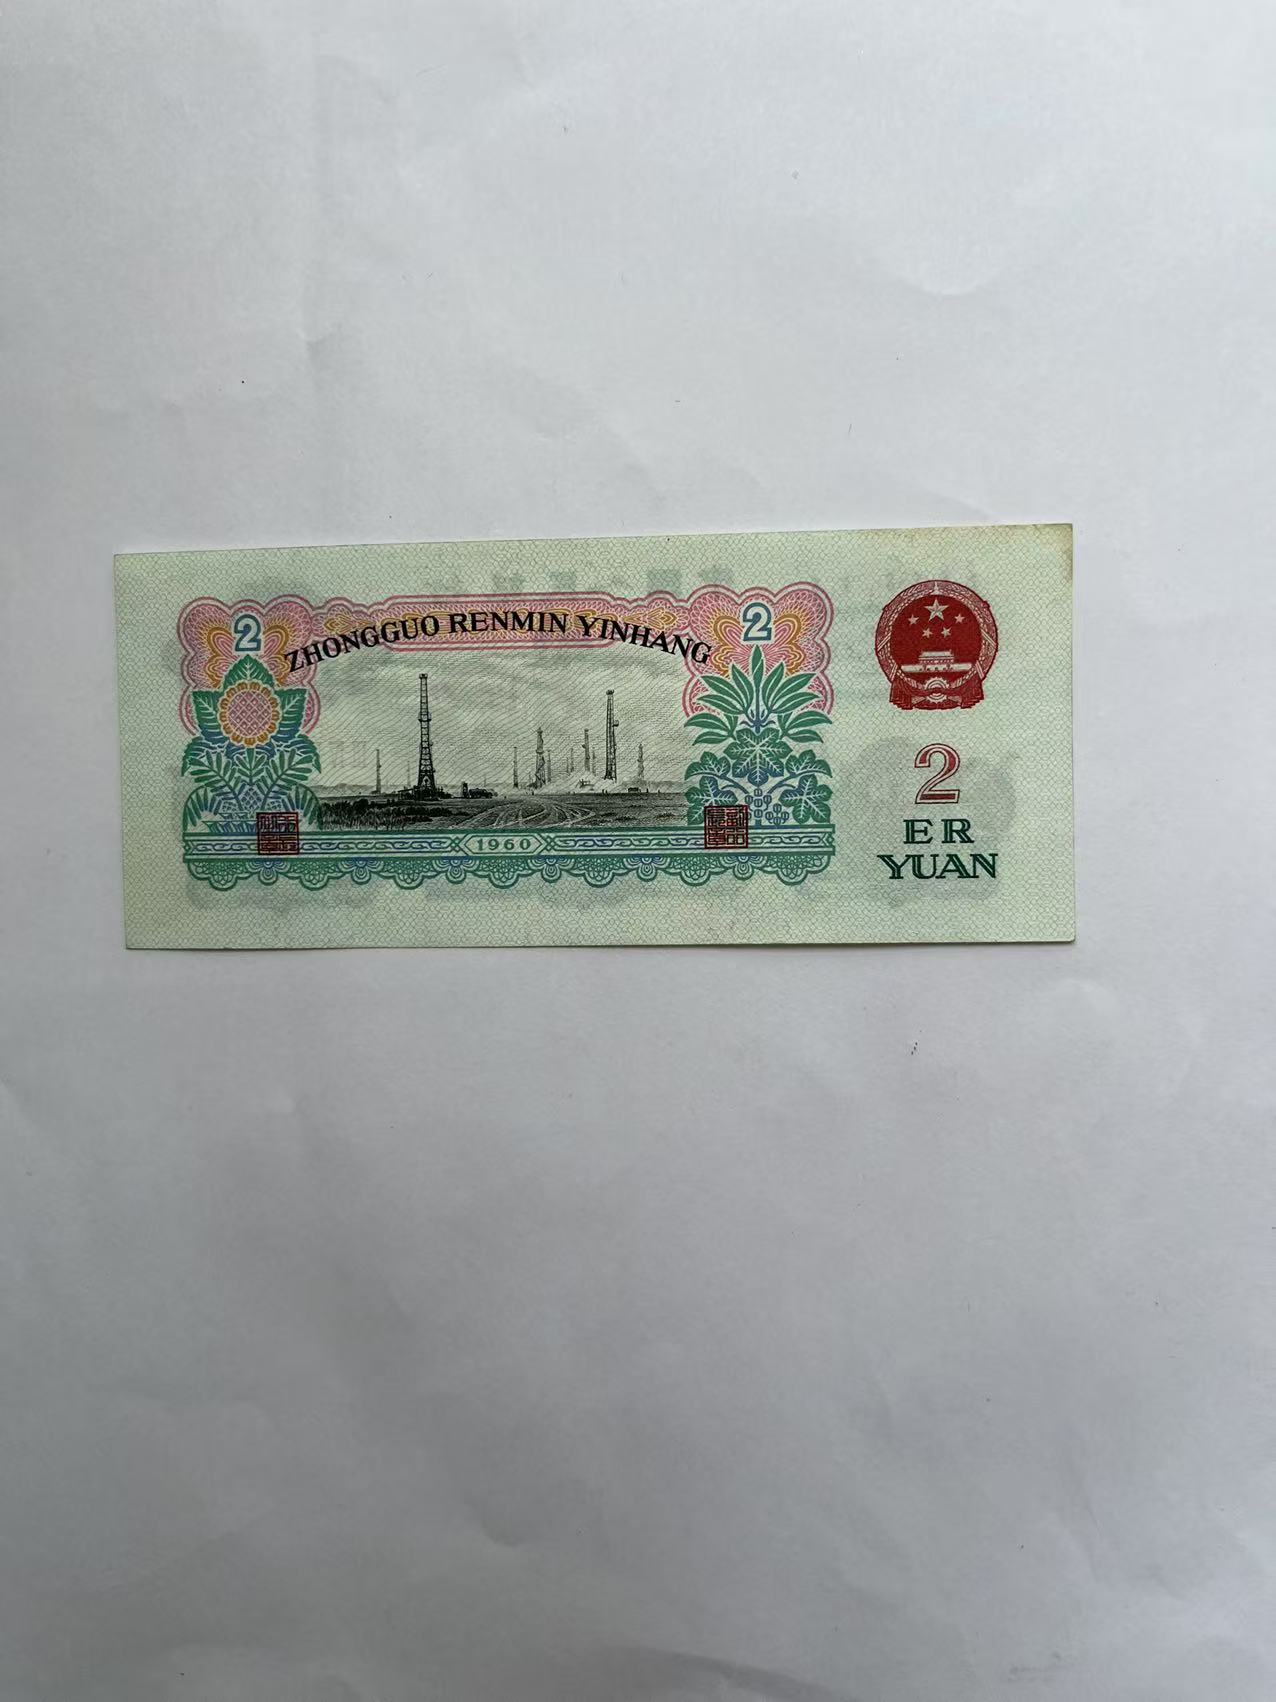 2 2
ZHONGGUO RENMIN YINHANG
1960
2
ER
YUAN